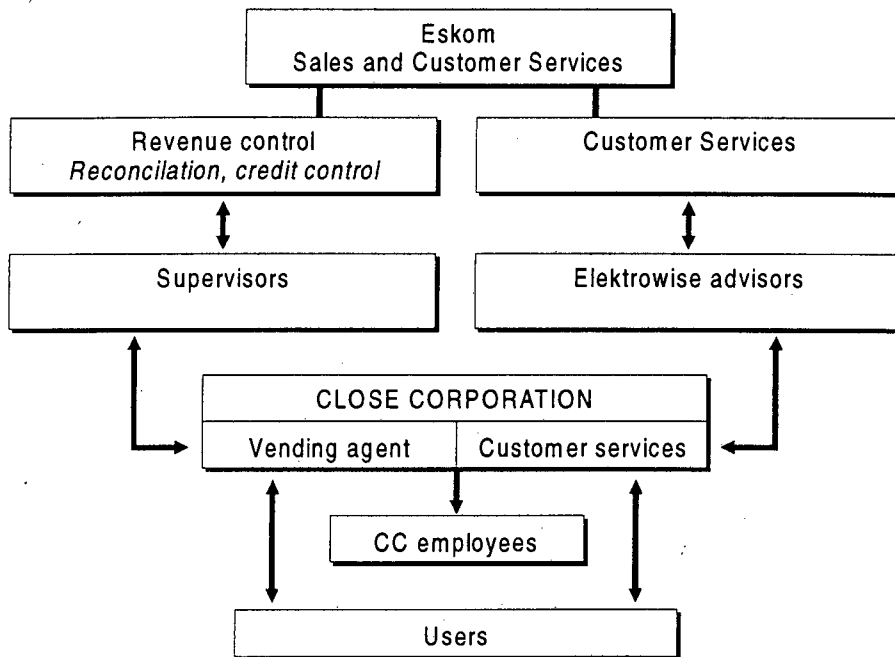 Eskom
Sales and Customer Services
Revenue control
Reconcilation, credit control
Customer Services
Supervisors
Elektrowise advisors
CLOSE CORPORATION
Vending agent
Customer services
CC employees
Users